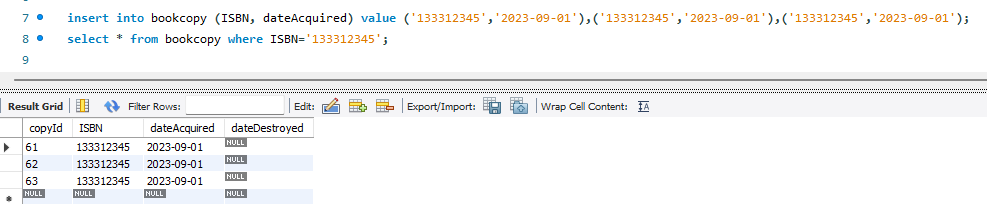 7 insert into bookcopy (ISBN, dateAcquired) value ('133312345','2023-09-01'),('133312345','2023-09-01'),('133312345','2023-09-01');
8 select * from bookcopy where ISBN='133312345';
9
Result Grid Filter Rows: Edit: Export/Import: Wrap Cell Content: IA
copyId ISBN dateAcquired dateDestroyed
61 133312345 2023-09-01 NULL
62 133312345 2023-09-01 NULL
63 133312345 2023-09-01 NULL
NULL NULL NULL NULL